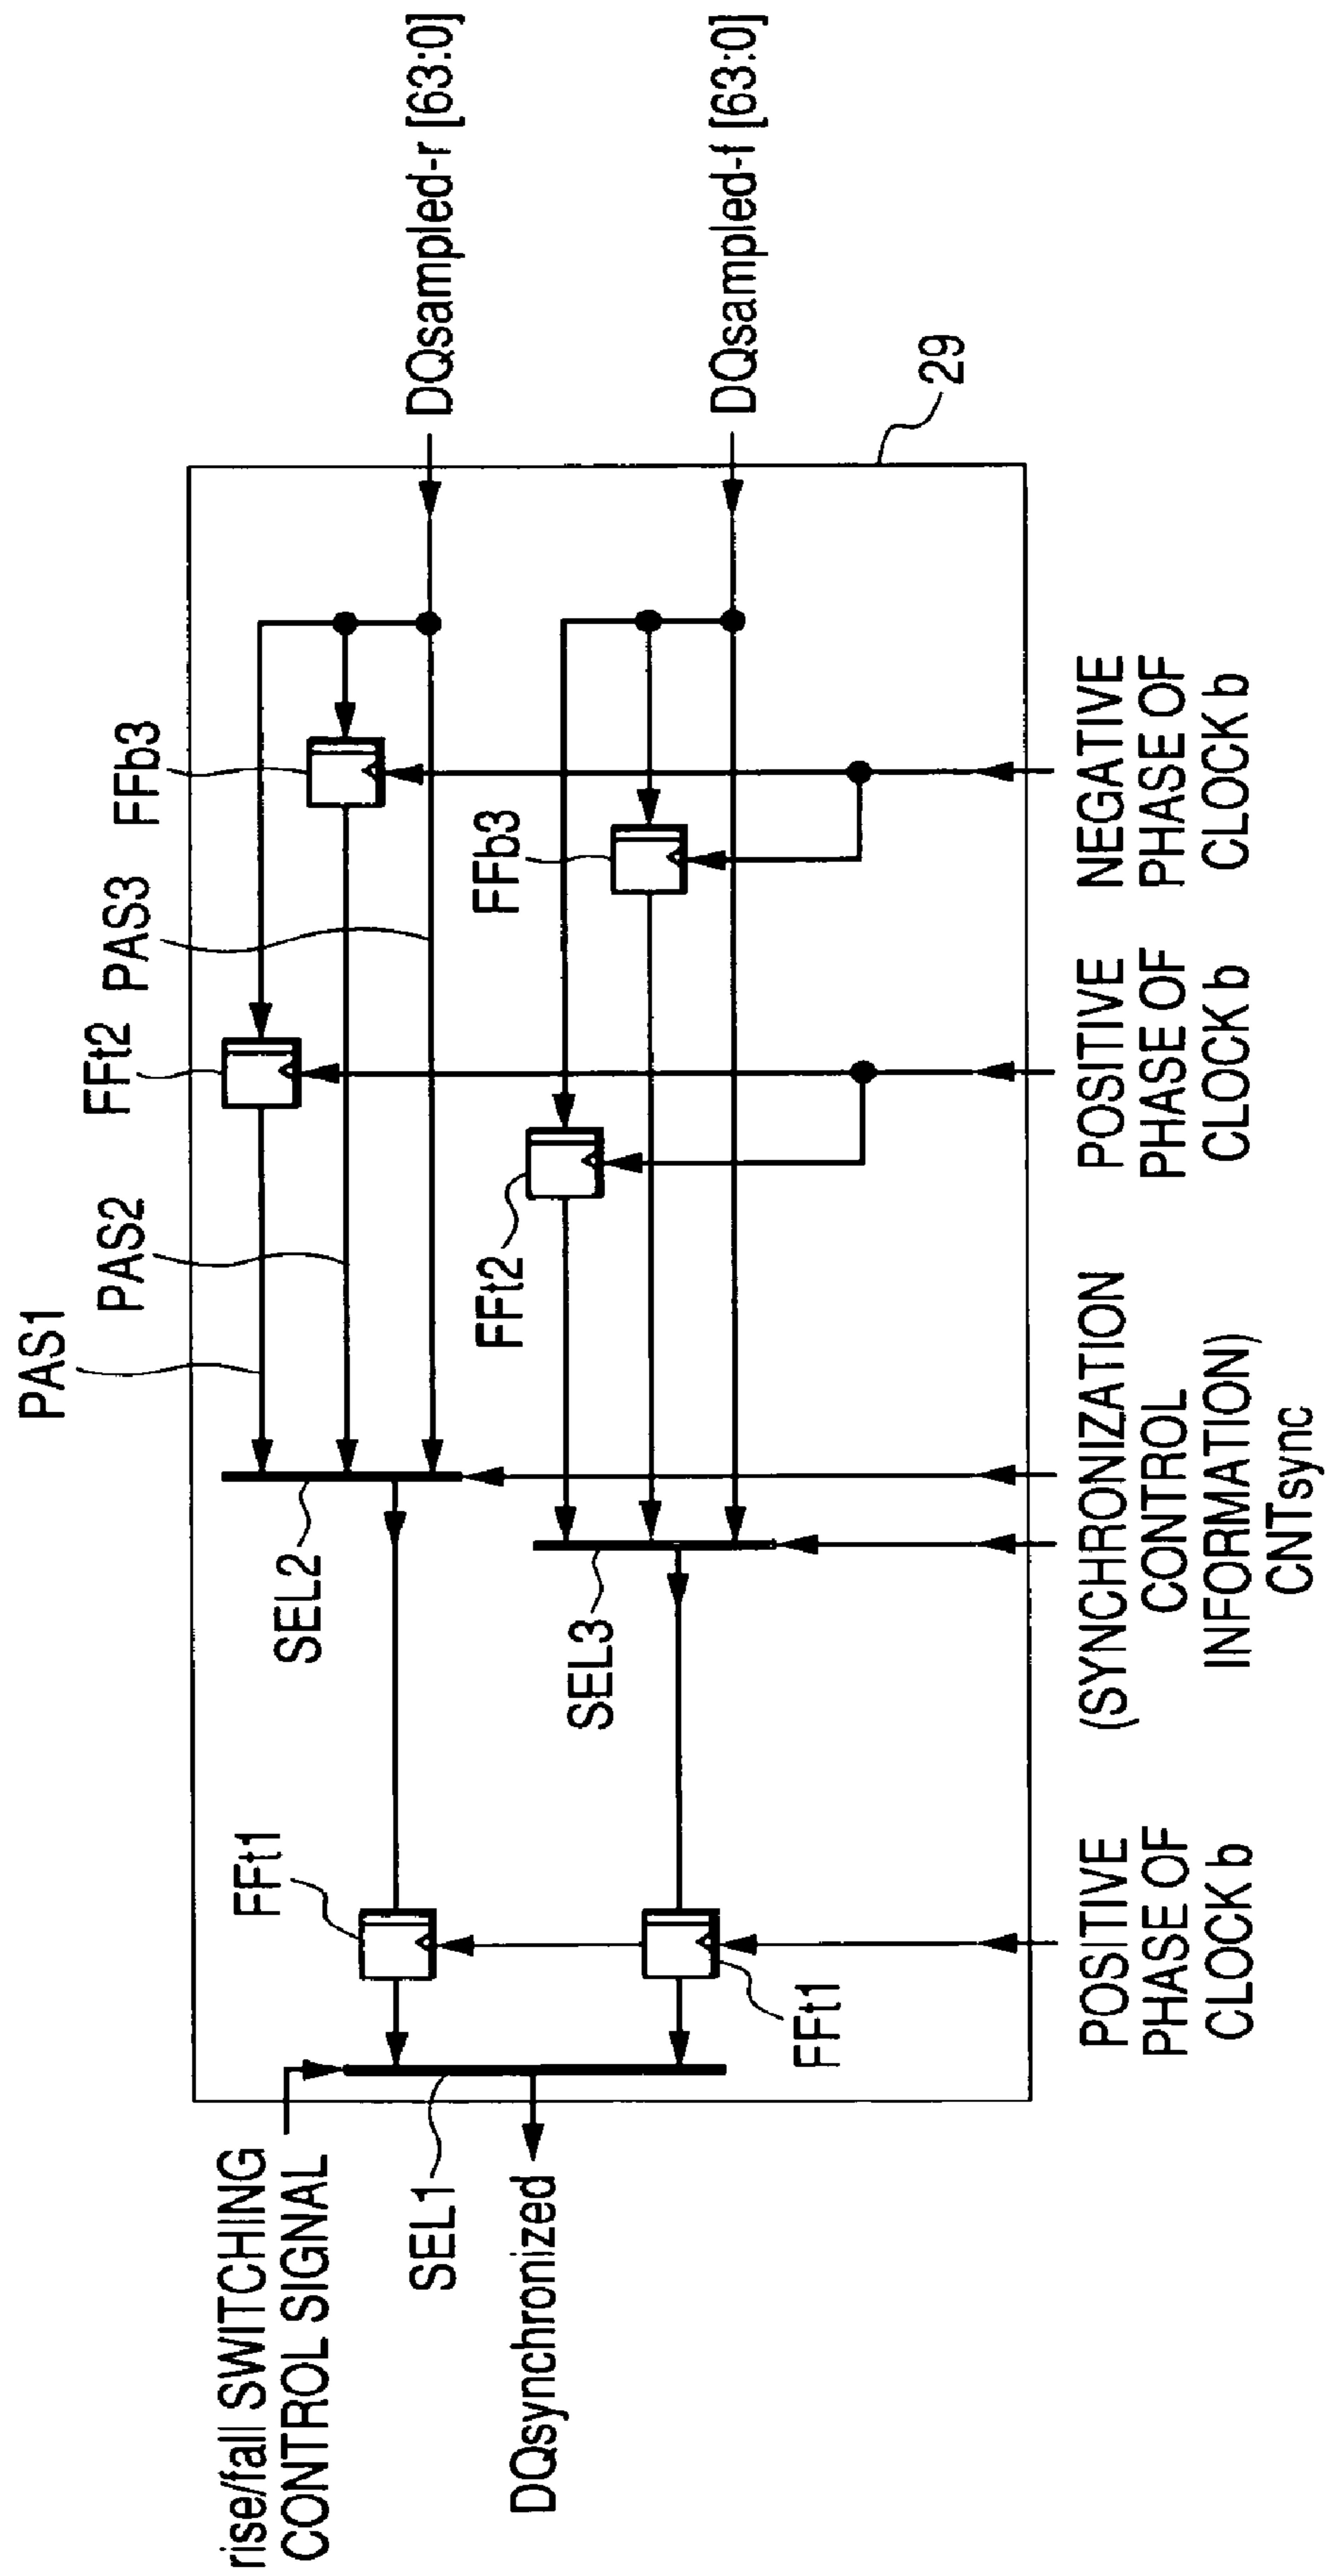 DQsampled-r [63:0]
DQsampled-f [63:0]
29
FFb3
PAS3
FFt2
PAS2
PAS1
FFb3
FFt2
SEL2
SEL3
FFt1
FFt1
SEL1
NEGATIVE
PHASE OF
CLOCK b
POSITIVE
PHASE OF
CLOCK b
(SYNCHRONIZATION
CONTROL
INFORMATION)
CNTsync
POSITIVE
PHASE OF
CLOCK b
rise/fall SWITCHING
CONTROL SIGNAL
DQsynchronized